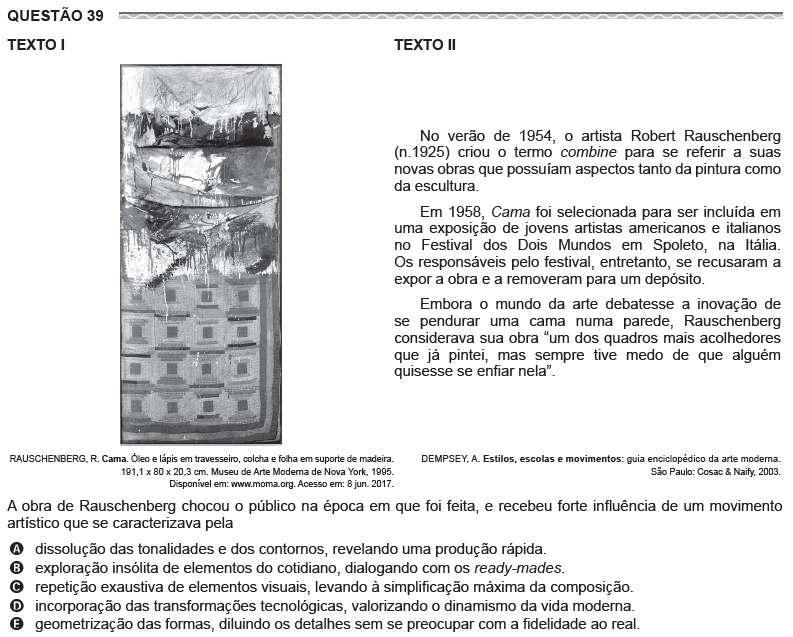 QUESTÃO 39
TEXTO I
RAUSCHENBERG, R. Cama. Óleo e lápis em travesseiro, colcha e folha em suporte de madeira.
191,1 x 80 x 20,3 cm. Museu de Arte Moderna de Nova York, 1995.
Disponível em: www.moma.org. Acesso em: 8 jun. 2017.
TEXTO II
No verão de 1954, o artista Robert Rauschenberg
(n.1925) criou o termo combine para se referir a suas
novas obras que possuíam aspectos tanto da pintura como
da escultura.
Em 1958, Cama foi selecionada para ser incluída em
uma exposição de jovens artistas americanos e italianos
no Festival dos Dois Mundos em Spoleto, na Itália.
Os responsáveis pelo festival, entretanto, se recusaram a
expor a obra e a removeram para um depósito.
Embora o mundo da arte debatesse a inovação de
se pendurar uma cama numa parede, Rauschenberg
considerava sua obra “um dos quadros mais acolhedores
que já pintei, mas sempre tive medo de que alguém
quisesse se enfiar nela”.
DEMPSEY, A. Estilos, escolas e movimentos: guia enciclopédico da arte moderna.
São Paulo: Cosac & Naify, 2003.
A obra de Rauschenberg chocou o público na época em que foi feita, e recebeu forte influência de um movimento
artístico que se caracterizava pela
A dissolução das tonalidades e dos contornos, revelando uma produção rápida.
B exploração insólita de elementos do cotidiano, dialogando com os ready-mades.
C repetição exaustiva de elementos visuais, levando à simplificação máxima da composição.
D incorporação das transformações tecnológicas, valorizando o dinamismo da vida moderna.
E geometrização das formas, diluindo os detalhes sem se preocupar com a fidelidade ao real.